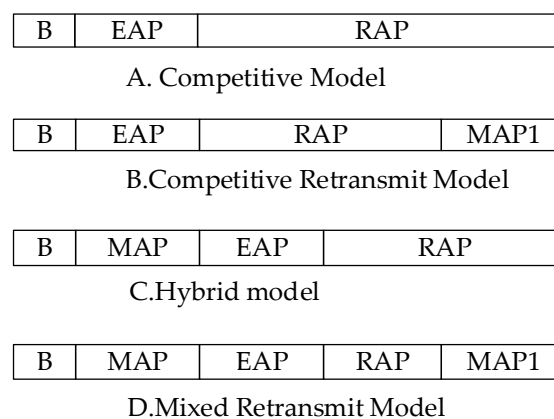 B EAP RAP
A. Competitive Model
B EAP RAP MAP1
B.Competitive Retransmit Model
B MAP EAP RAP
C.Hybrid model
B MAP EAP RAP MAP1
D.Mixed Retransmit Model